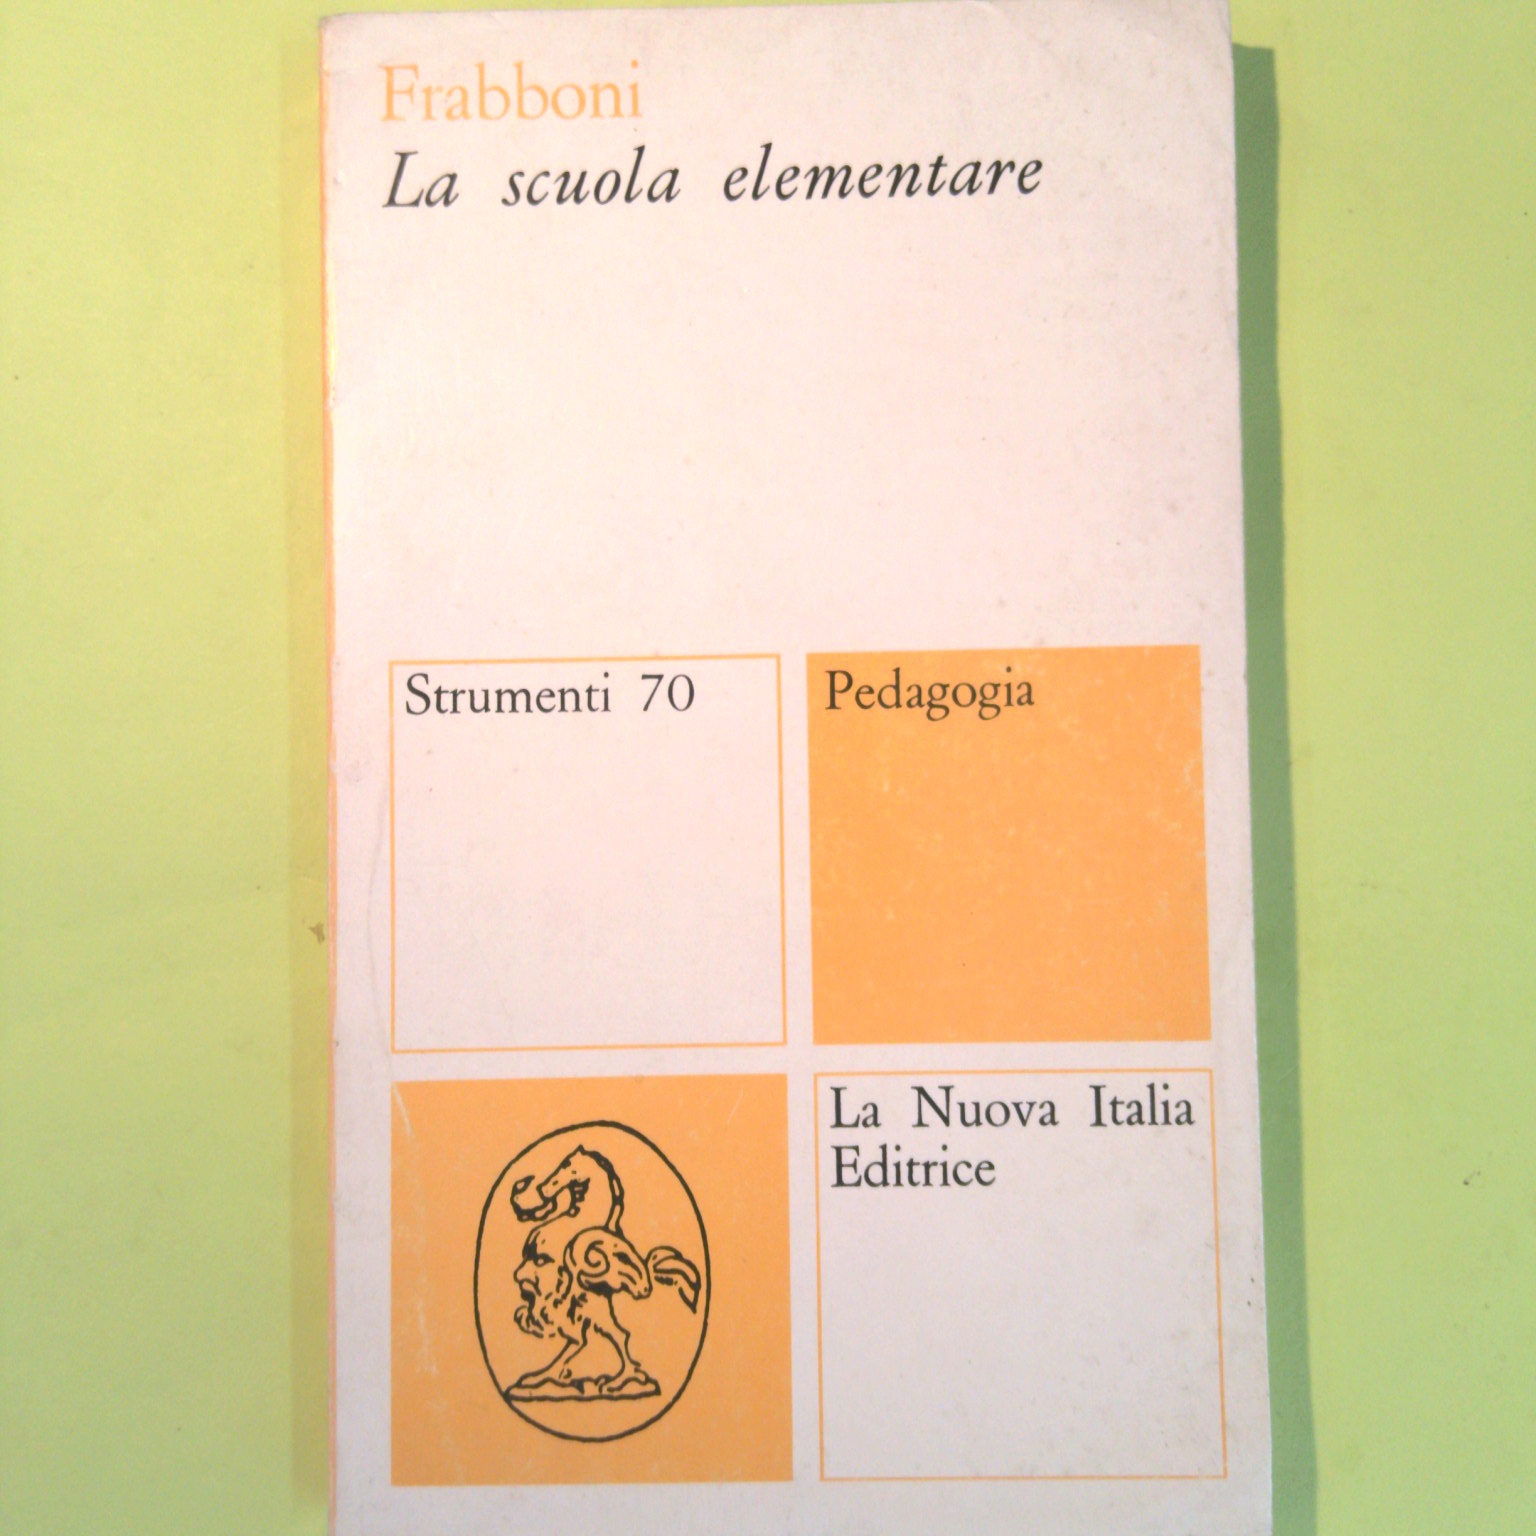 Frabboni
La scuola elementare
Strumenti 70
Pedagogia
La Nuova Italia
Editrice